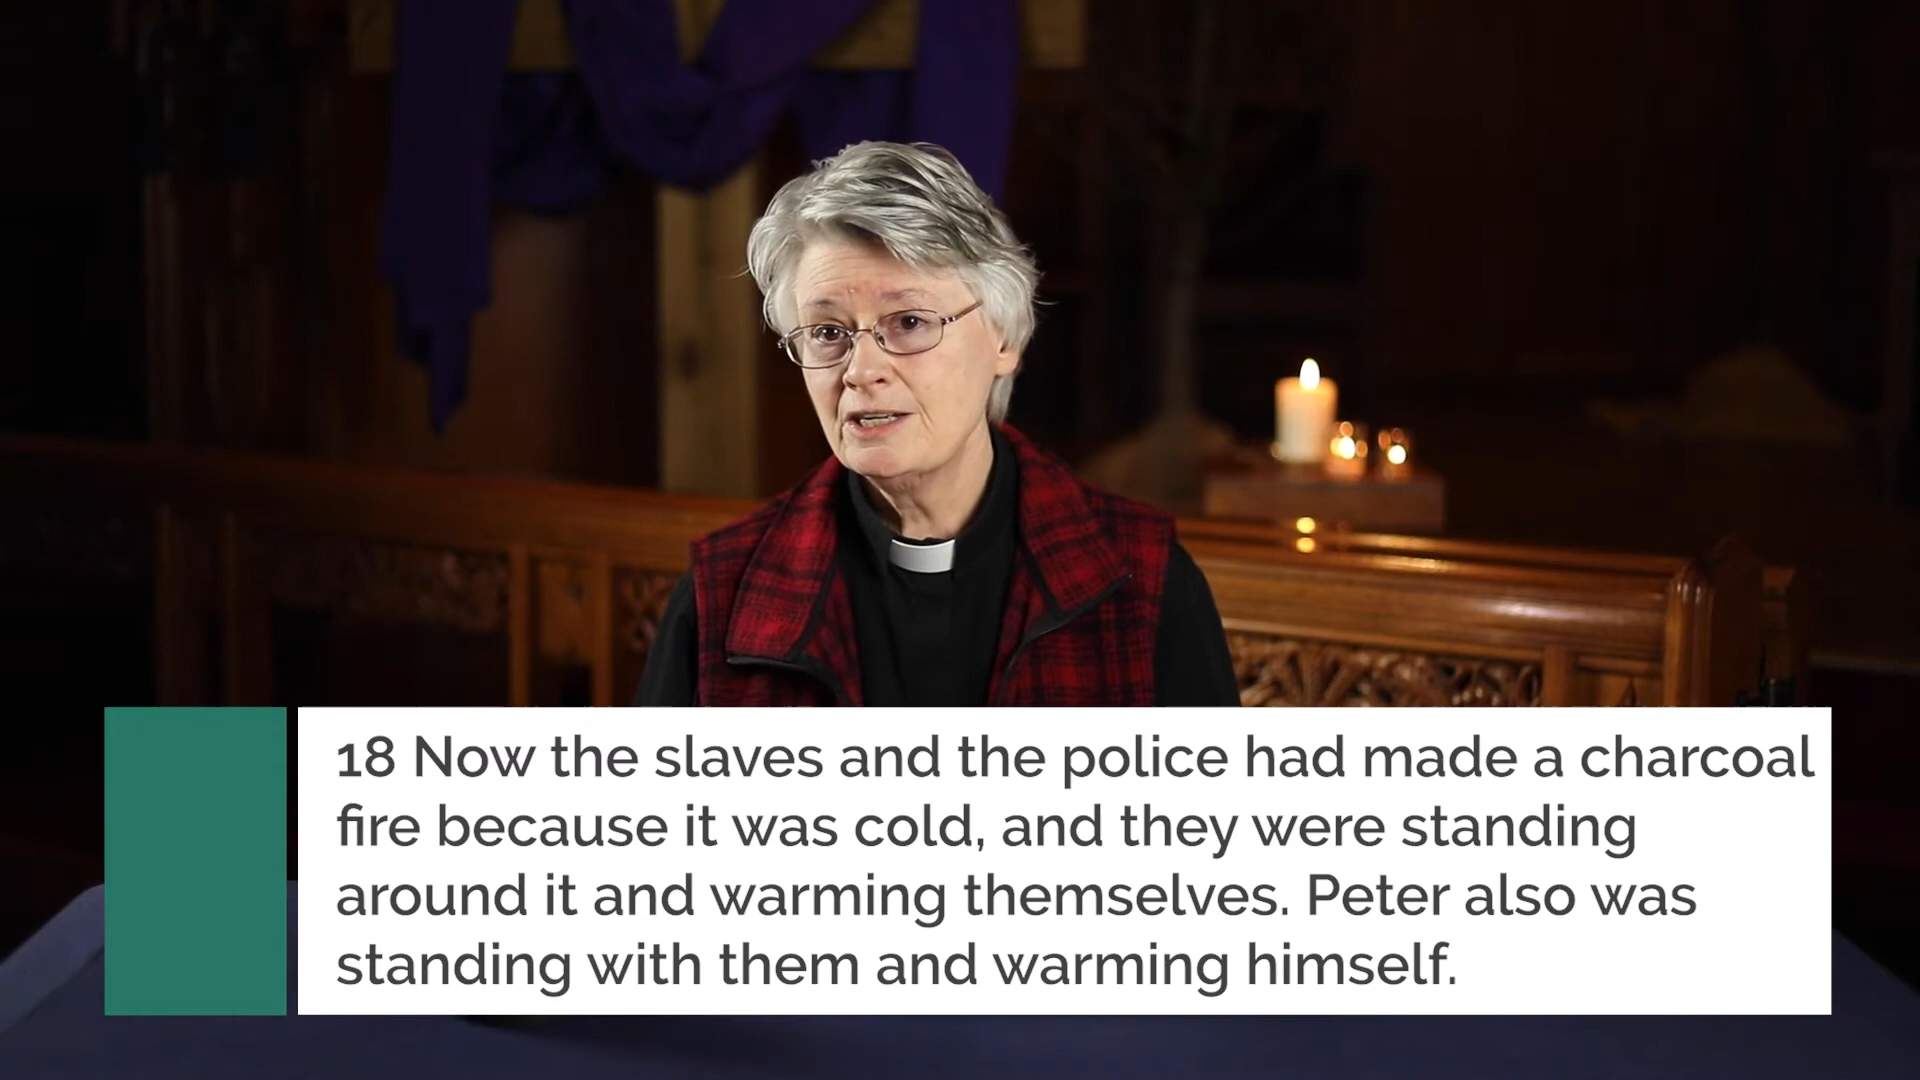 18 Now the slaves and the police had made a charcoal
fire because it was cold, and they were standing
around it and warming themselves. Peter also was
standing with them and warming himself.